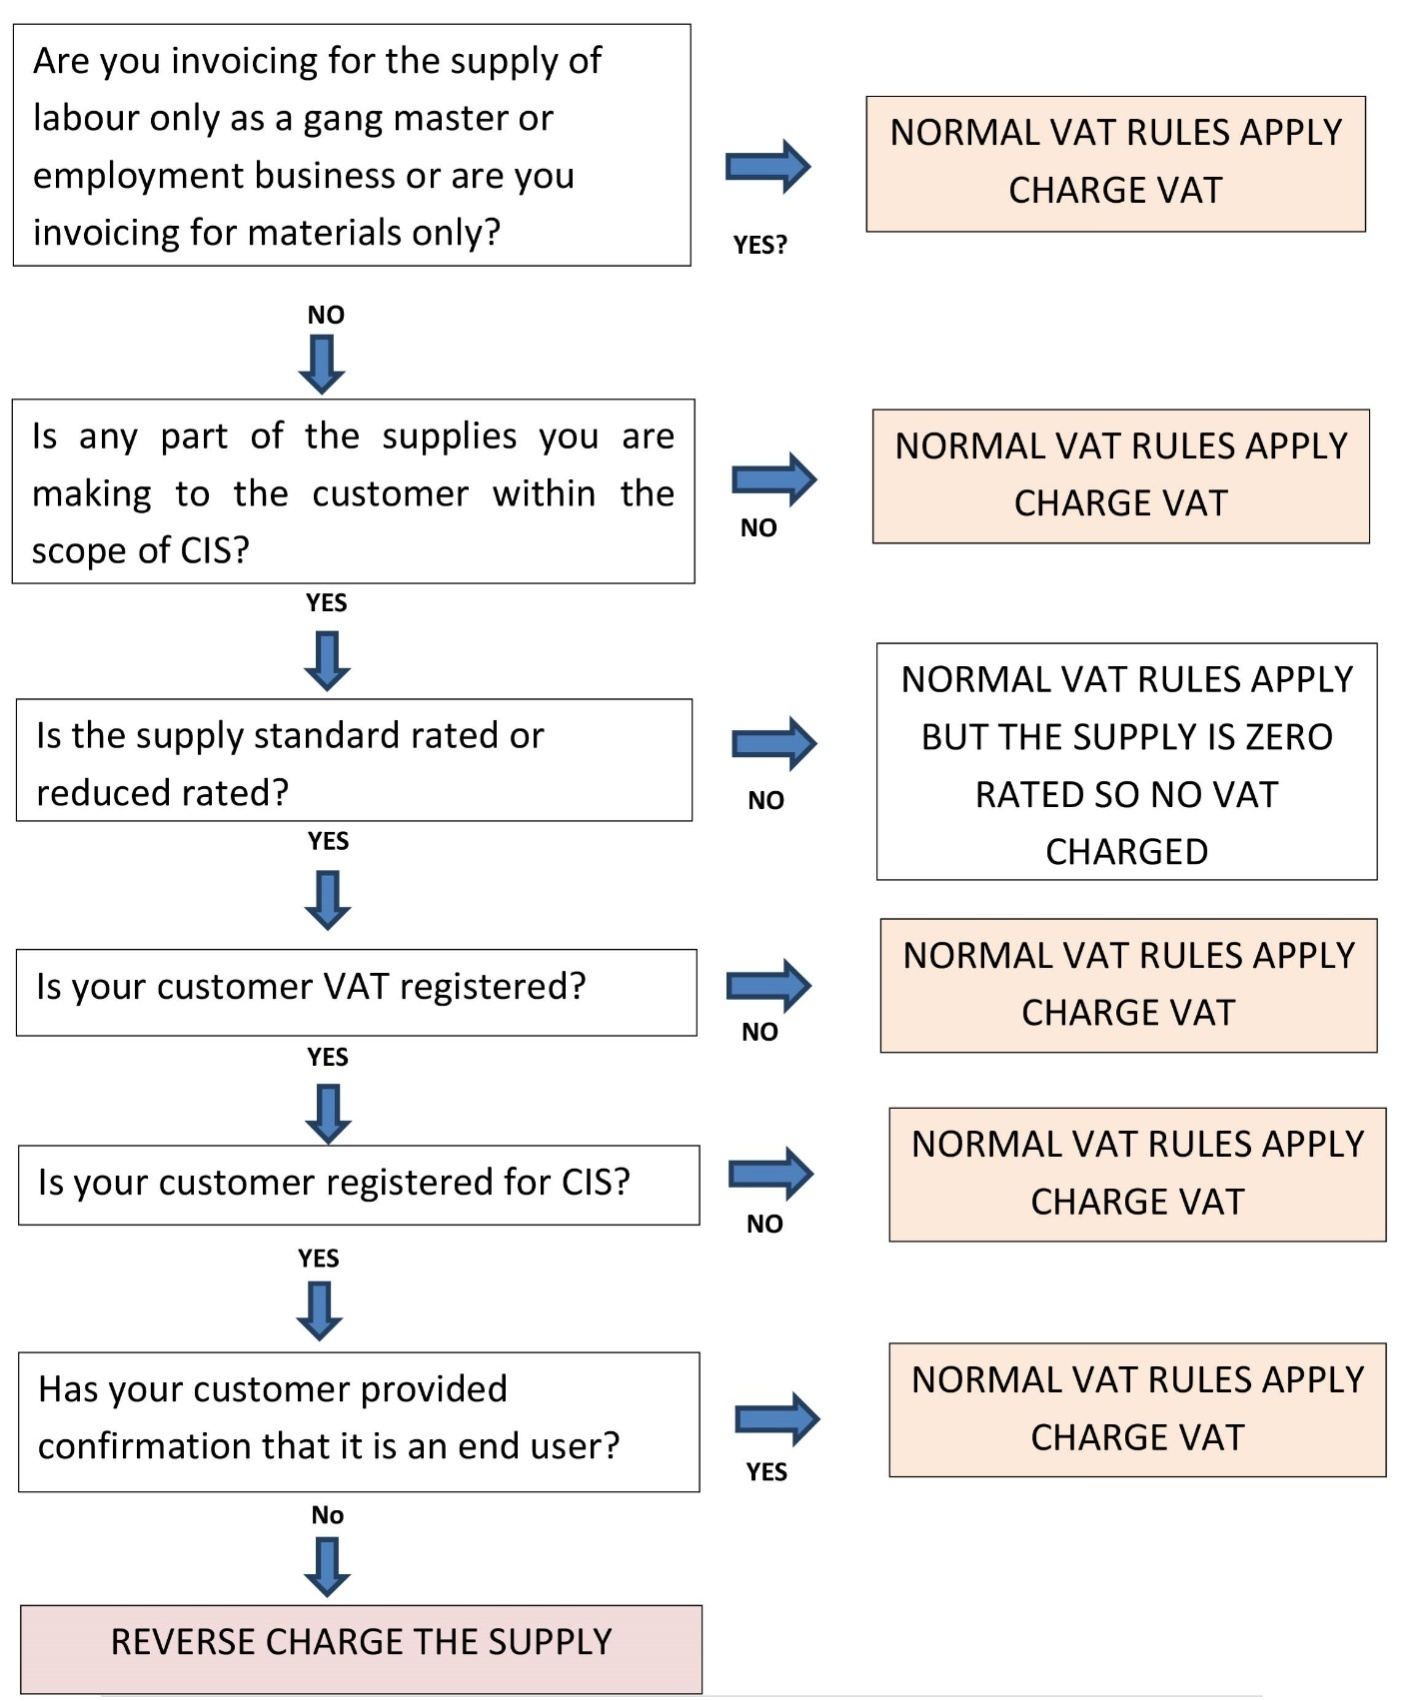 Are you invoicing for the supply of
labour only as a gang master or
employment business or are you
invoicing for materials only?
YES?
NORMAL VAT RULES APPLY
CHARGE VAT
NO
Is any part of the supplies you are
making to the customer within the
scope of CIS?
NO
NORMAL VAT RULES APPLY
CHARGE VAT
YES
Is the supply standard rated or
reduced rated?
NO
NORMAL VAT RULES APPLY
BUT THE SUPPLY IS ZERO
RATED SO NO VAT
CHARGED
YES
Is your customer VAT registered?
NO
NORMAL VAT RULES APPLY
CHARGE VAT
YES
Is your customer registered for CIS?
NO
NORMAL VAT RULES APPLY
CHARGE VAT
YES
Has your customer provided
confirmation that it is an end user?
YES
NORMAL VAT RULES APPLY
CHARGE VAT
No
REVERSE CHARGE THE SUPPLY